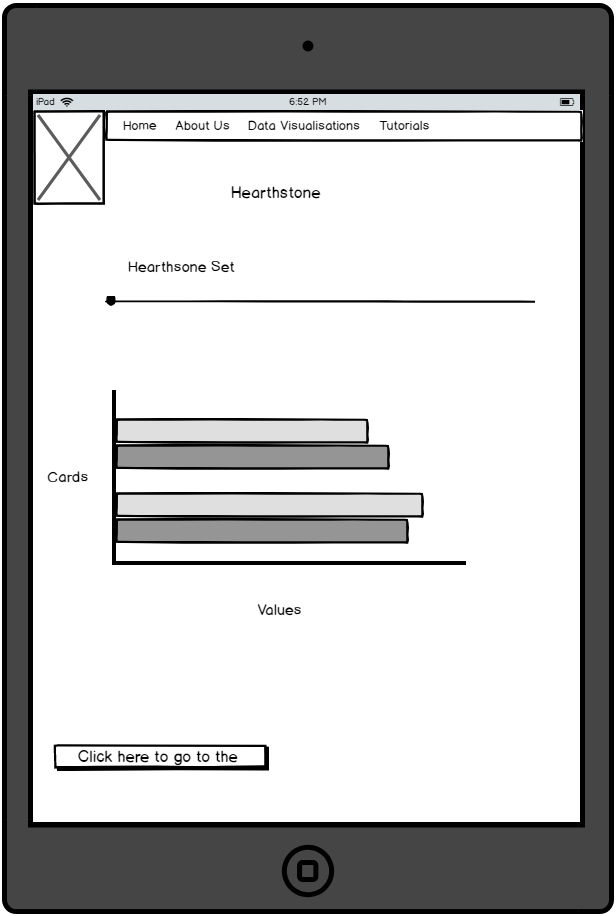 iPad 6:52 PM
Home About Us Data Visualisations Tutorials
Hearthstone
Hearthsone Set
Cards
Values
Click here to go to the